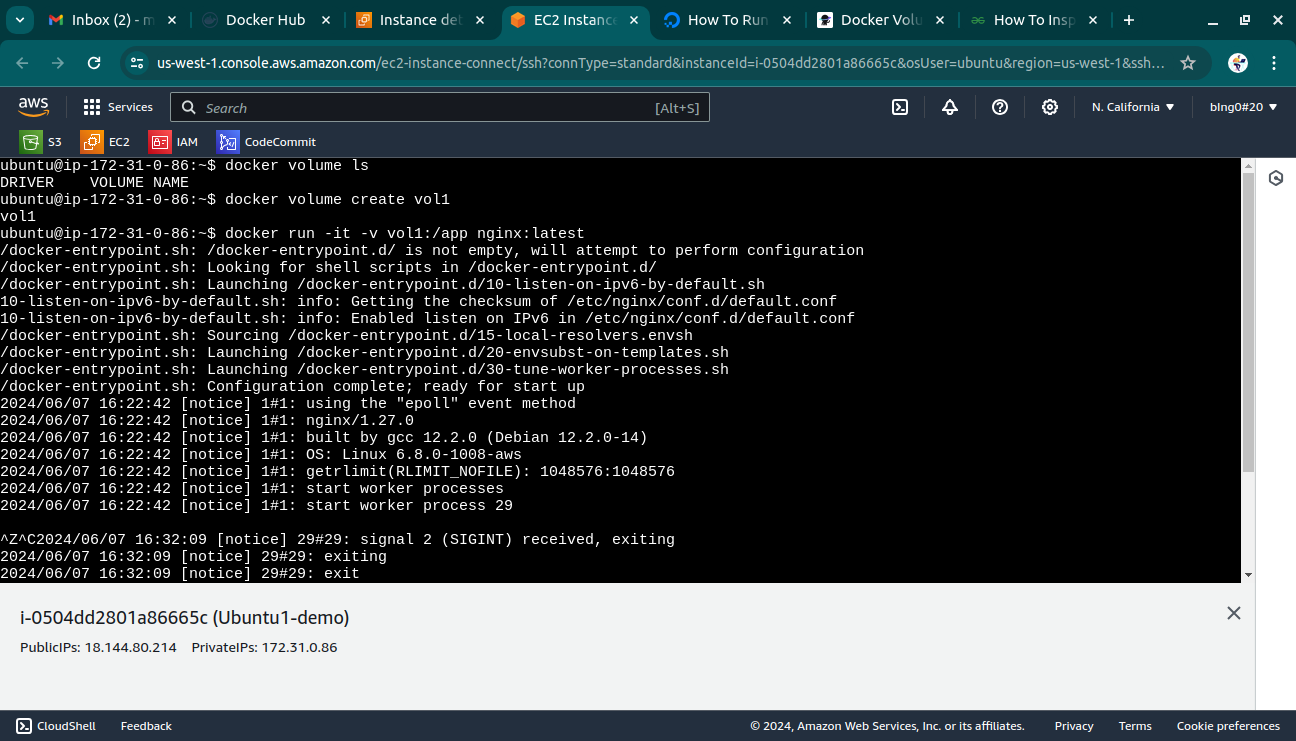 Inbox (2) - m
Docker Hub
Instance det
EC2 Instance
How To Run
Docker Volu
How To Insp
us-west-1.console.aws.amazon.com/ec2-instance-connect/ssh?connType=standard&instanceId=i-0504dd2801a86665c&osUser=ubuntu&region=us-west-1&ssh...
aws
Services
Search
[Alt+S]
N. California
blng0#20
S3
EC2
IAM
CodeCommit
ubuntu@ip-172-31-0-86:~$ docker volume ls
DRIVER    VOLUME NAME
ubuntu@ip-172-31-0-86:~$ docker volume create vol1
vol1
ubuntu@ip-172-31-0-86:~$ docker run -it -v vol1:/app nginx:latest
/docker-entrypoint.sh: /docker-entrypoint.d/ is not empty, will attempt to perform configuration
/docker-entrypoint.sh: Looking for shell scripts in /docker-entrypoint.d/
/docker-entrypoint.sh: Launching /docker-entrypoint.d/10-listen-on-ipv6-by-default.sh
10-listen-on-ipv6-by-default.sh: info: Getting the checksum of /etc/nginx/conf.d/default.conf
10-listen-on-ipv6-by-default.sh: info: Enabled listen on IPv6 in /etc/nginx/conf.d/default.conf
/docker-entrypoint.sh: Sourcing /docker-entrypoint.d/15-local-resolvers.envsh
/docker-entrypoint.sh: Launching /docker-entrypoint.d/20-envsubst-on-templates.sh
/docker-entrypoint.sh: Launching /docker-entrypoint.d/30-tune-worker-processes.sh
/docker-entrypoint.sh: Configuration complete; ready for start up
2024/06/07 16:22:42 [notice] 1#1: using the "epoll" event method
2024/06/07 16:22:42 [notice] 1#1: nginx/1.27.0
2024/06/07 16:22:42 [notice] 1#1: built by gcc 12.2.0 (Debian 12.2.0-14)
2024/06/07 16:22:42 [notice] 1#1: OS: Linux 6.8.0-1008-aws
2024/06/07 16:22:42 [notice] 1#1: getrlimit(RLIMIT_NOFILE): 1048576:1048576
2024/06/07 16:22:42 [notice] 1#1: start worker processes
2024/06/07 16:22:42 [notice] 1#1: start worker process 29
^Z^C2024/06/07 16:32:09 [notice] 29#29: signal 2 (SIGINT) received, exiting
2024/06/07 16:32:09 [notice] 29#29: exiting
2024/06/07 16:32:09 [notice] 29#29: exit
i-0504dd2801a86665c (Ubuntu1-demo)
PublicIPs: 18.144.80.214    PrivateIPs: 172.31.0.86
CloudShell
Feedback
© 2024, Amazon Web Services, Inc. or its affiliates.
Privacy
Terms
Cookie preferences